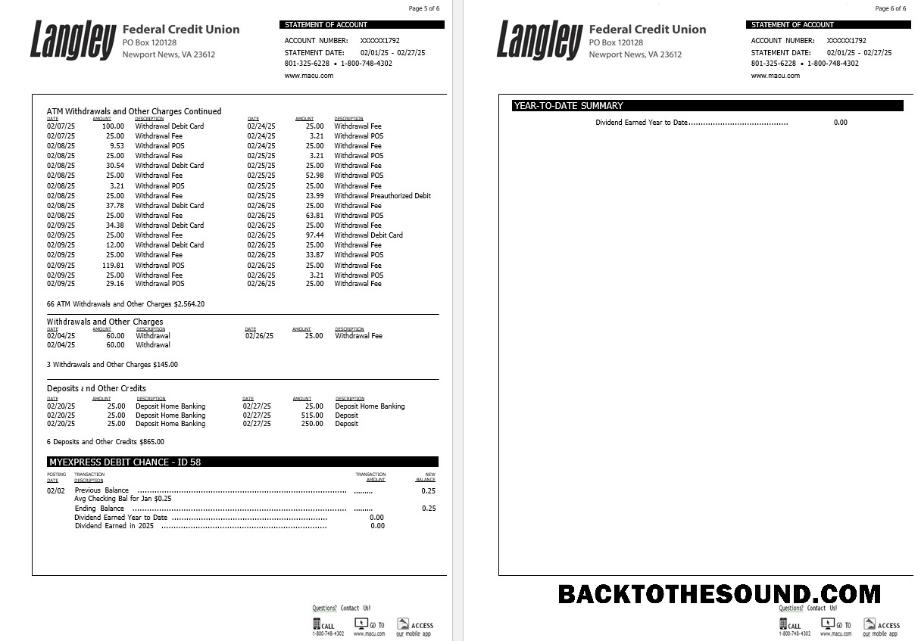 Page 5 of 6
Langley Federal Credit Union
PO Box 120128
Newport News, VA 23612
STATEMENT OF ACCOUNT
ACCOUNT NUMBER: XXXXXX1792
STATEMENT DATE: 02/01/25 - 02/27/25
801-325-6228 • 1-800-748-4302
www.macu.com
ATM Withdrawals and Other Charges Continued
DATE AMOUNT DESCRIPTION DATE AMOUNT DESCRIPTION
02/07/25 100.00 Withdrawal Debit Card 02/24/25 25.00 Withdrawal Fee
02/07/25 25.00 Withdrawal Fee 02/24/25 3.21 Withdrawal POS
02/08/25 9.53 Withdrawal POS 02/24/25 25.00 Withdrawal Fee
02/08/25 25.00 Withdrawal Fee 02/25/25 3.21 Withdrawal POS
02/08/25 30.54 Withdrawal Debit Card 02/25/25 25.00 Withdrawal Fee
02/08/25 25.00 Withdrawal Fee 02/25/25 52.98 Withdrawal POS
02/08/25 3.21 Withdrawal POS 02/25/25 25.00 Withdrawal Fee
02/08/25 25.00 Withdrawal Fee 02/25/25 23.99 Withdrawal Preauthorized Debit
02/08/25 37.78 Withdrawal Debit Card 02/26/25 25.00 Withdrawal Fee
02/08/25 25.00 Withdrawal Fee 02/26/25 63.81 Withdrawal POS
02/09/25 34.38 Withdrawal Debit Card 02/26/25 25.00 Withdrawal Fee
02/09/25 25.00 Withdrawal Fee 02/26/25 97.44 Withdrawal Debit Card
02/09/25 12.00 Withdrawal Debit Card 02/26/25 25.00 Withdrawal Fee
02/09/25 25.00 Withdrawal Fee 02/26/25 33.87 Withdrawal POS
02/09/25 119.81 Withdrawal POS 02/26/25 25.00 Withdrawal Fee
02/09/25 25.00 Withdrawal Fee 02/26/25 3.21 Withdrawal POS
02/09/25 29.16 Withdrawal POS 02/26/25 25.00 Withdrawal Fee
66 ATM Withdrawals and Other Charges $2,564.20
Withdrawals and Other Charges
DATE AMOUNT DESCRIPTION DATE AMOUNT DESCRIPTION
02/04/25 60.00 Withdrawal 02/26/25 25.00 Withdrawal Fee
02/04/25 60.00 Withdrawal
3 Withdrawals and Other Charges $145.00
Deposits and Other Credits
DATE AMOUNT DESCRIPTION DATE AMOUNT DESCRIPTION
02/20/25 25.00 Deposit Home Banking 02/27/25 25.00 Deposit Home Banking
02/20/25 25.00 Deposit Home Banking 02/27/25 515.00 Deposit
02/20/25 25.00 Deposit Home Banking 02/27/25 250.00 Deposit
6 Deposits and Other Credits $865.00
MYEXPRESS DEBIT CHANCE - ID 58
POSTING DATE TRANSACTION DESCRIPTION TRANSACTION AMOUNT NEW BALANCE
02/02 Previous Balance 0.25
Avg Checking Bal for Jan $0.25
Ending Balance 0.25
Dividend Earned Year to Date 0.00
Dividend Earned in 2025 0.00
Questions? Contact Us!
CALL 1-800-748-4302
GO TO www.macu.com
ACCESS our mobile app
Page 6 of 6
Langley Federal Credit Union
PO Box 120128
Newport News, VA 23612
STATEMENT OF ACCOUNT
ACCOUNT NUMBER: XXXXXX1792
STATEMENT DATE: 02/01/25 - 02/27/25
801-325-6228 • 1-800-748-4302
www.macu.com
YEAR-TO-DATE SUMMARY
Dividend Earned Year to Date 0.00
BACKTOTHESOUND.COM
Questions? Contact Us!
CALL 1-800-748-4302
GO TO www.macu.com
ACCESS our mobile app